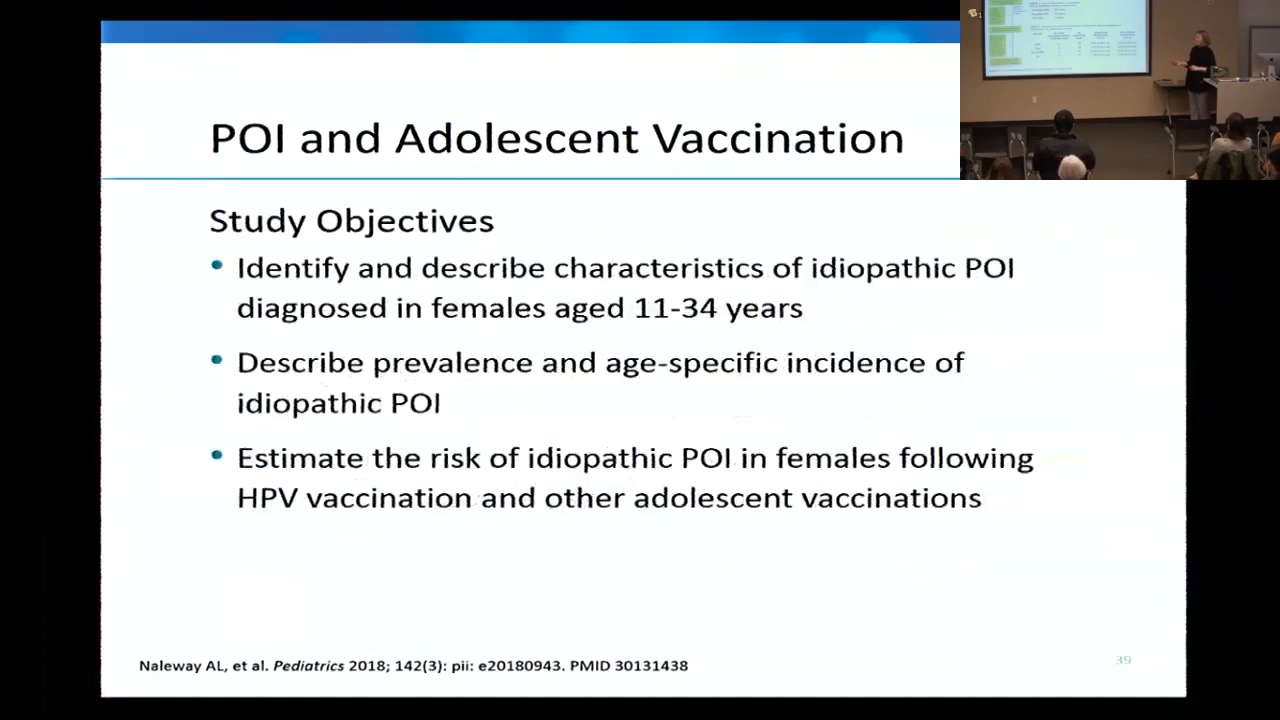 POI and Adolescent Vaccination
Study Objectives
• Identify and describe characteristics of idiopathic POI
diagnosed in females aged 11-34 years
• Describe prevalence and age-specific incidence of
idiopathic POI
• Estimate the risk of idiopathic POI in females following
HPV vaccination and other adolescent vaccinations
Naleway AL, et al. Pediatrics 2018; 142(3): pii: e20180943. PMID 30131438
39